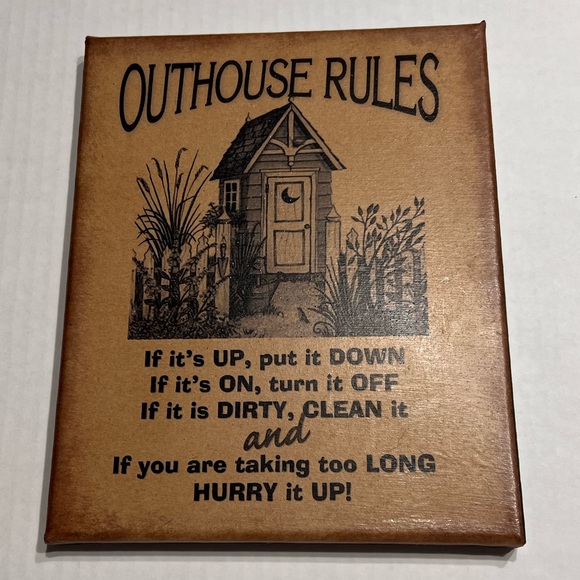 OUTHOUSE RULES
If it's UP, put it DOWN
If it's ON, turn it OFF
If it is DIRTY, CLEAN it
and
If you are taking too LONG
HURRY it UP!